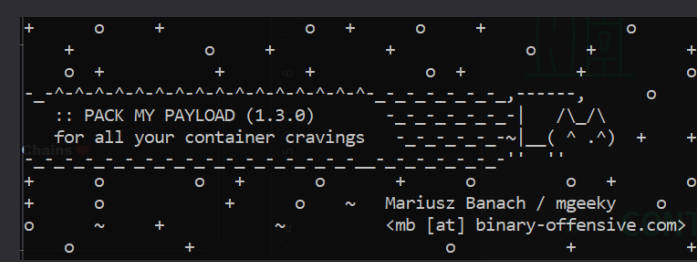 :: PACK MY PAYLOAD (1.3.0)
for all your container cravings
Chains
Mariusz Banach / mgeeky
<mb [at] binary-offensive.com>